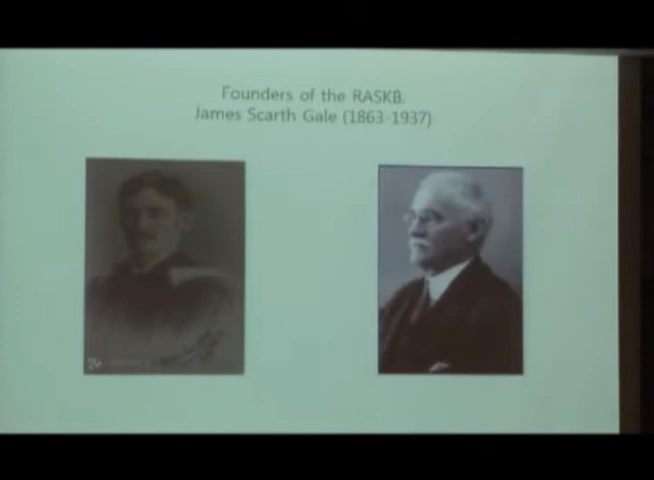 Founders of the RASKB.
James Scarth Gale (1863-1937)